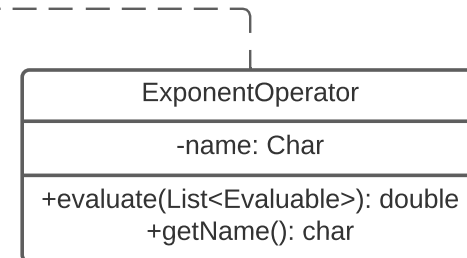 ExponentOperator
-name: Char
+evaluate(List<Evaluable>): double
+getName(): char